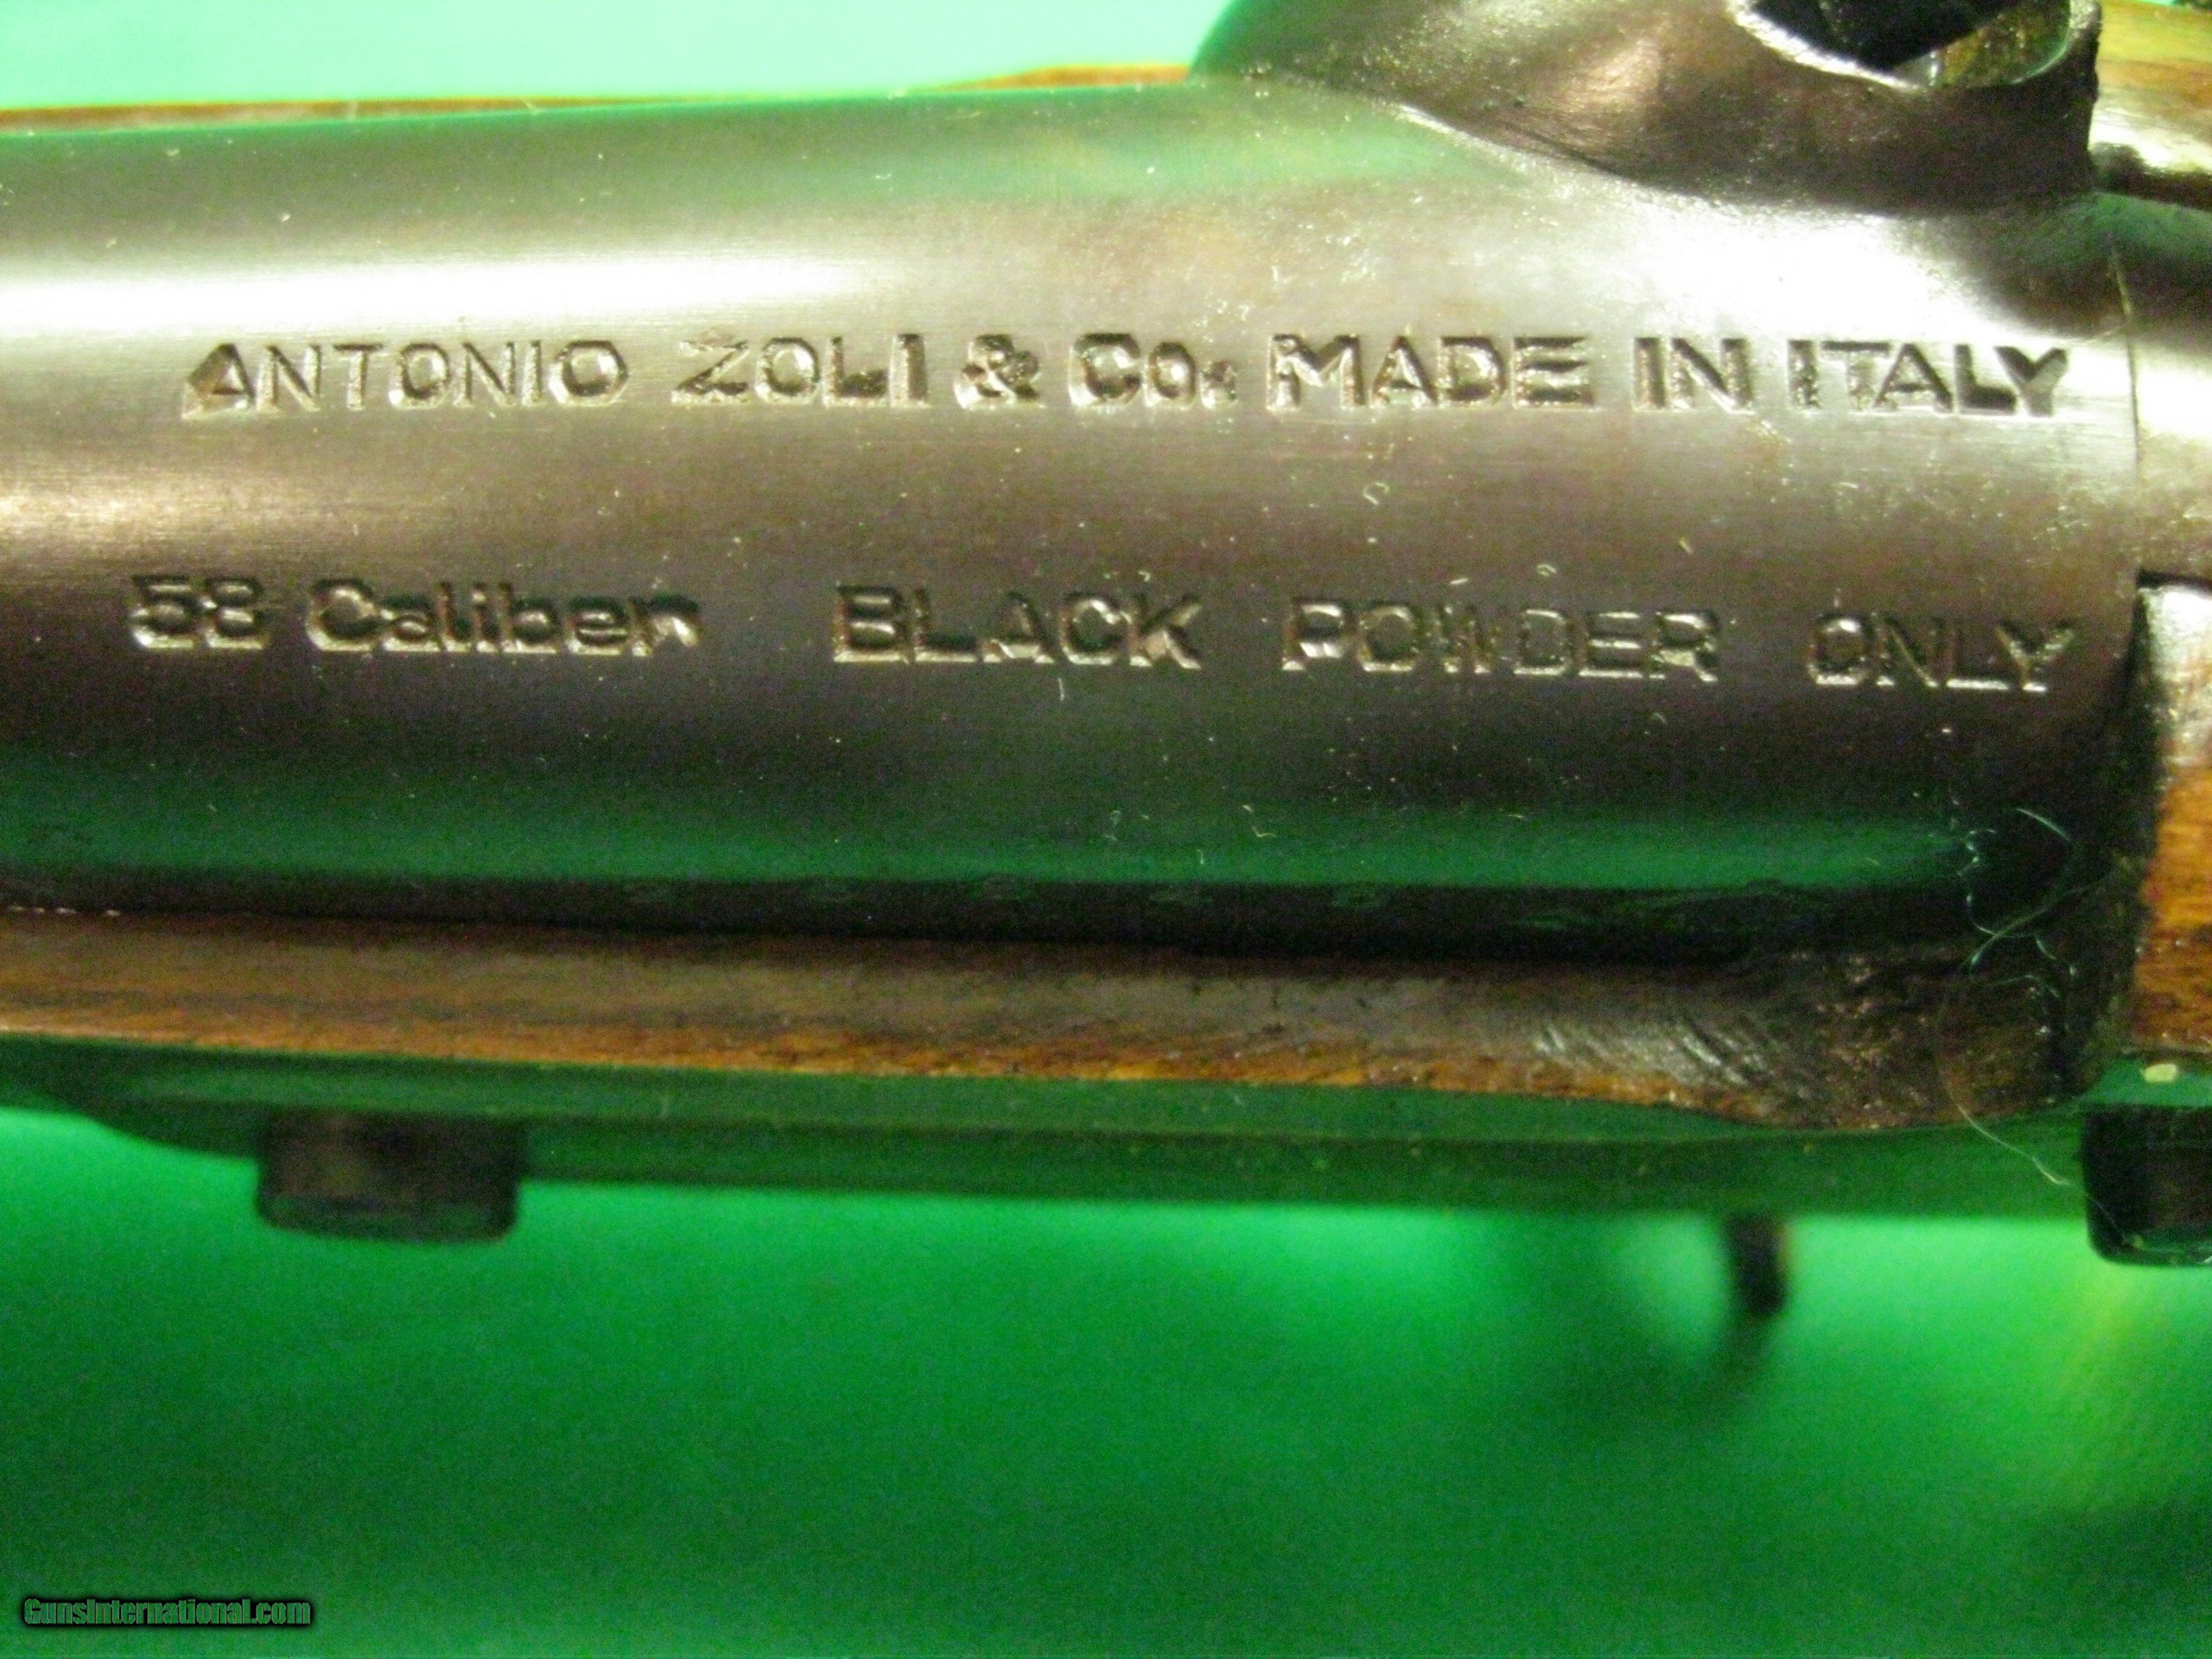 ANTONIO ZOLI & Co. MADE IN ITALY
58 Caliber BLACK POWDER ONLY
GunsInternational.com